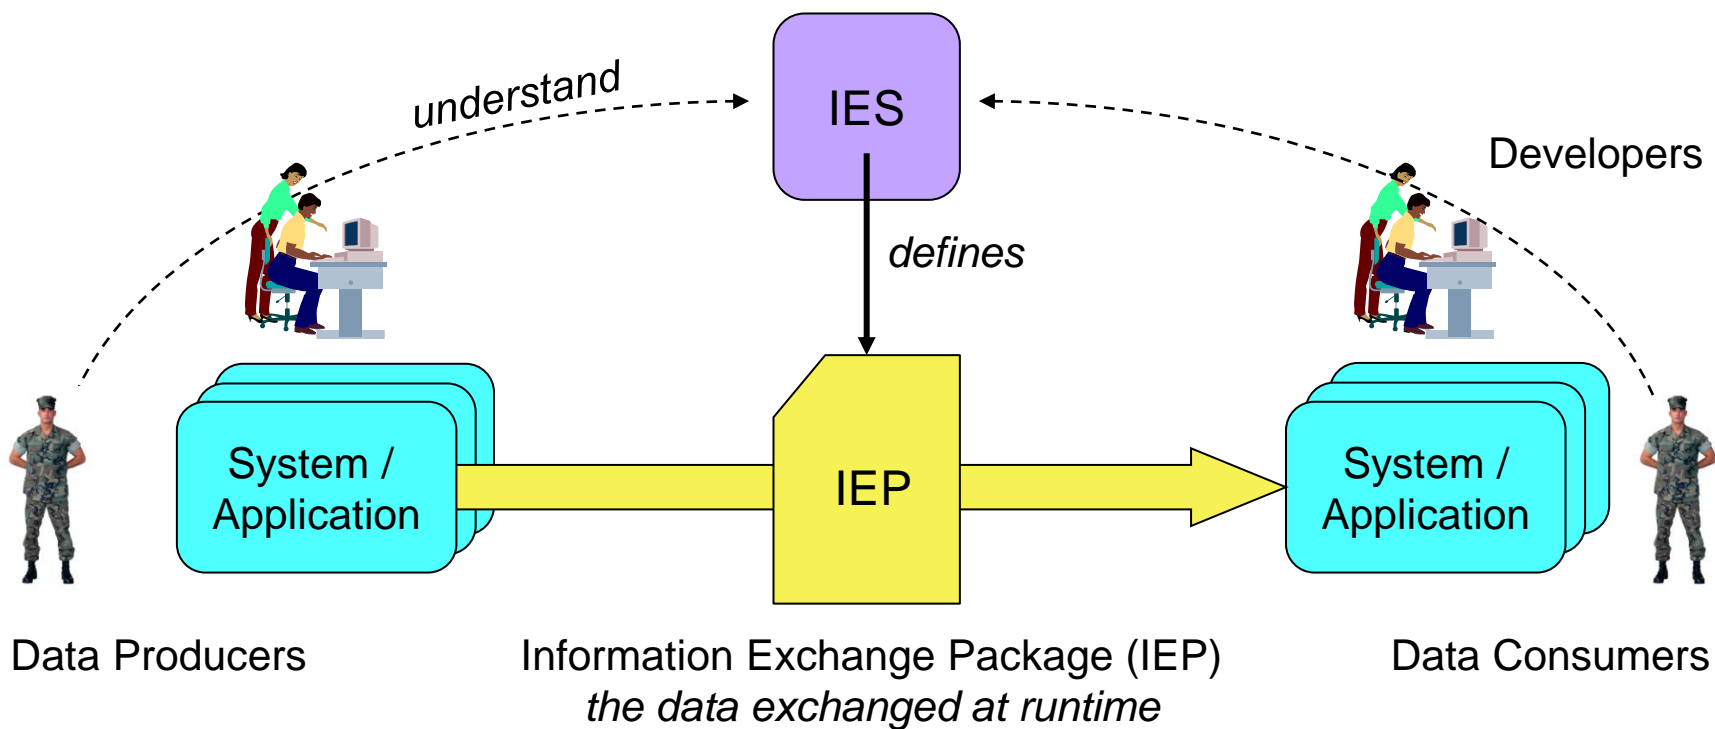 understand
IES
Developers
defines
System /
Application
IEP
System /
Application
Data Producers
Information Exchange Package (IEP)
the data exchanged at runtime
Data Consumers